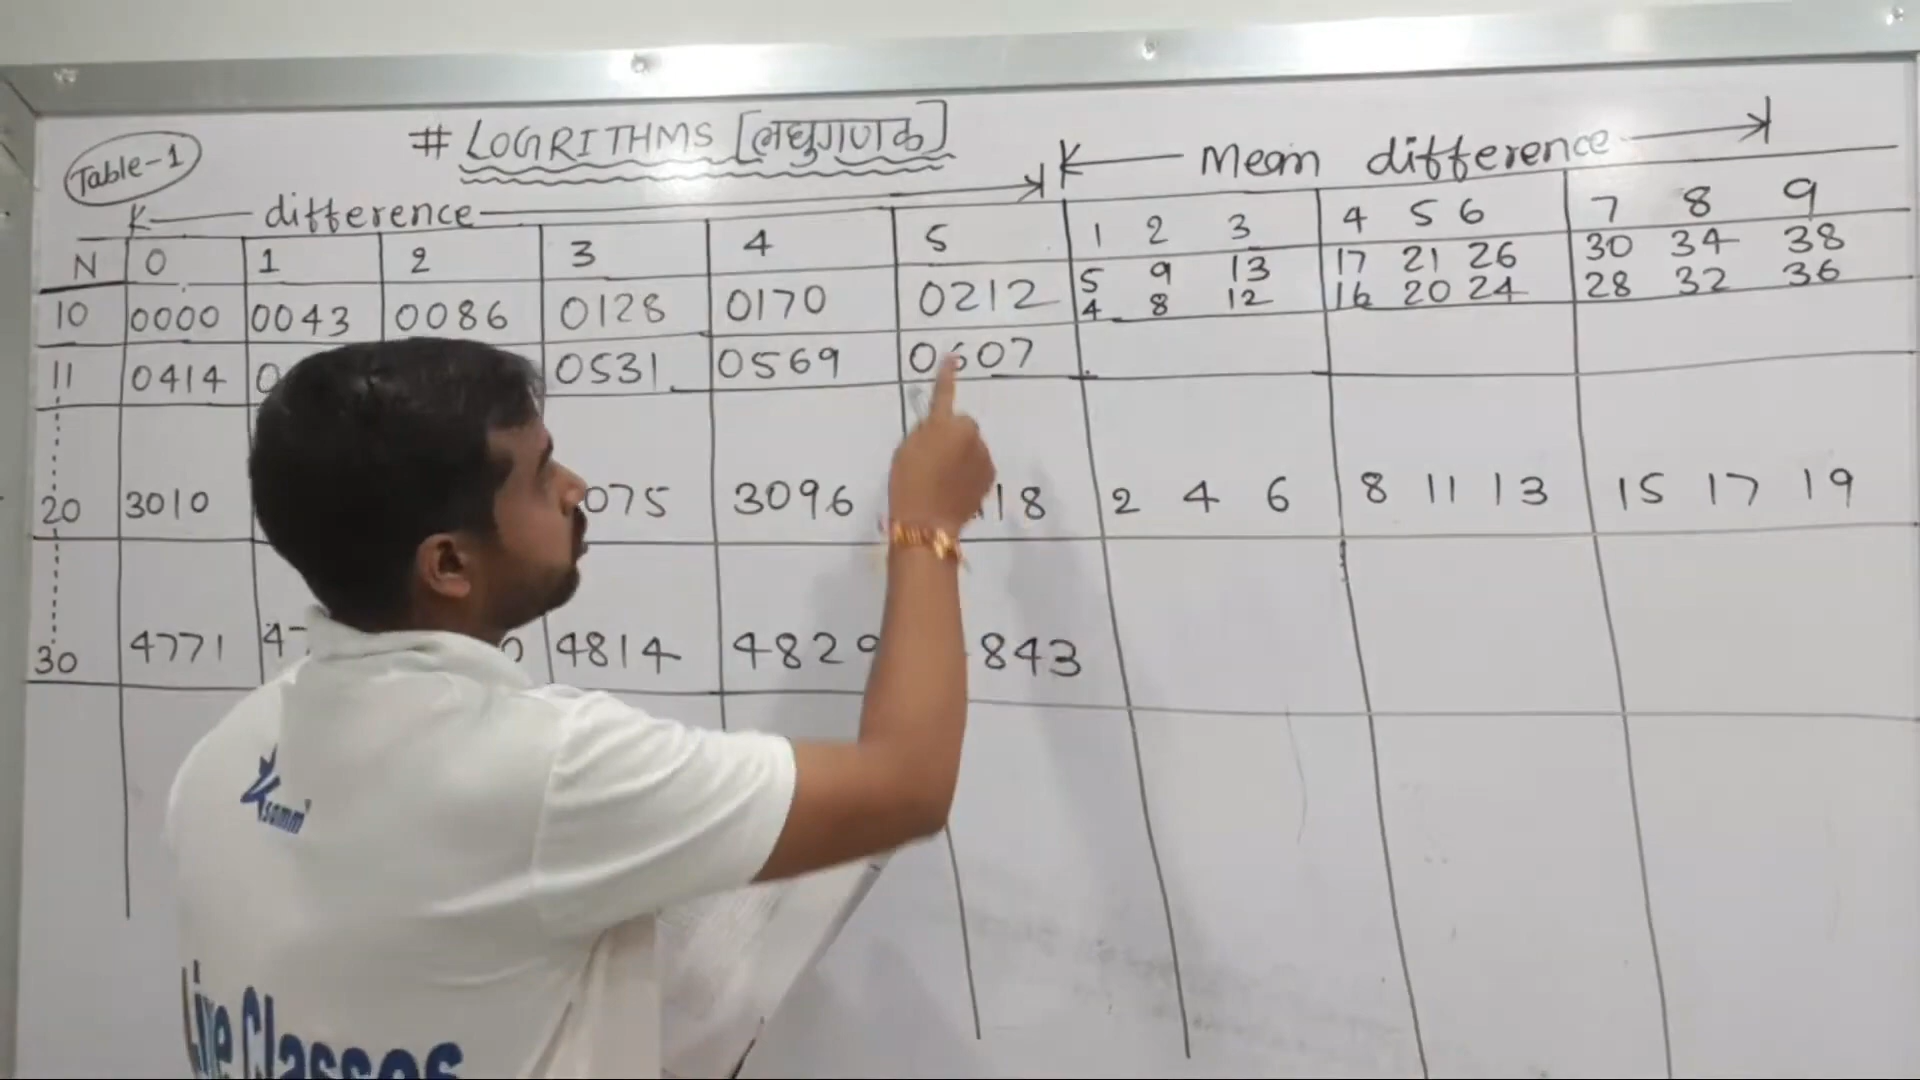 Table-1
# LOGRITHMS [लघुगणक]
difference
Mean difference
N 0 1 2 3 4 5 1 2 3 4 5 6 7 8 9
10 0000 0043 0086 0128 0170 0212 5 9 13 17 21 26 30 34 38
4 8 12 16 20 24 28 32 36
11 0414 0531 0569 0607
20 3010 3096 2 4 6 8 11 13 15 17 19
30 4771 4814
Live Classes